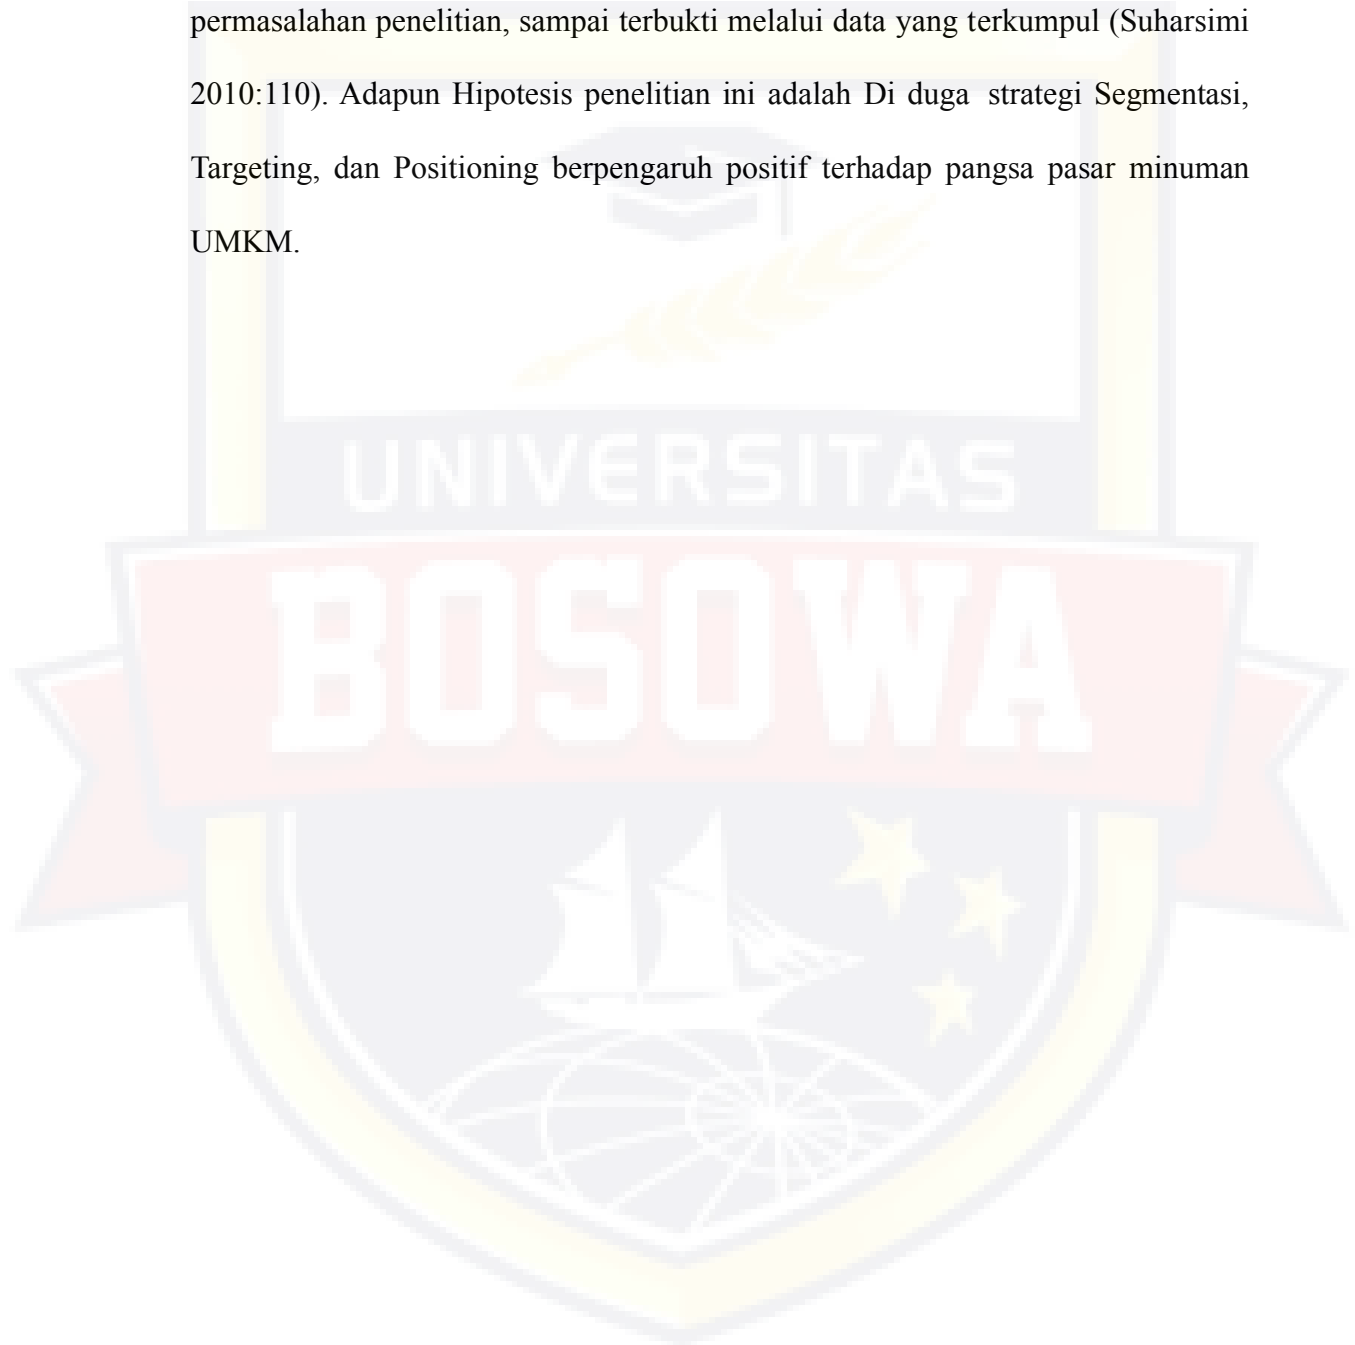 permasalahan penelitian, sampai terbukti melalui data yang terkumpul (Suharsimi
2010:110). Adapun Hipotesis penelitian ini adalah Di duga strategi Segmentasi,
Targeting, dan Positioning berpengaruh positif terhadap pangsa pasar minuman
UMKM.
UNIVERSITAS
BOSOWA